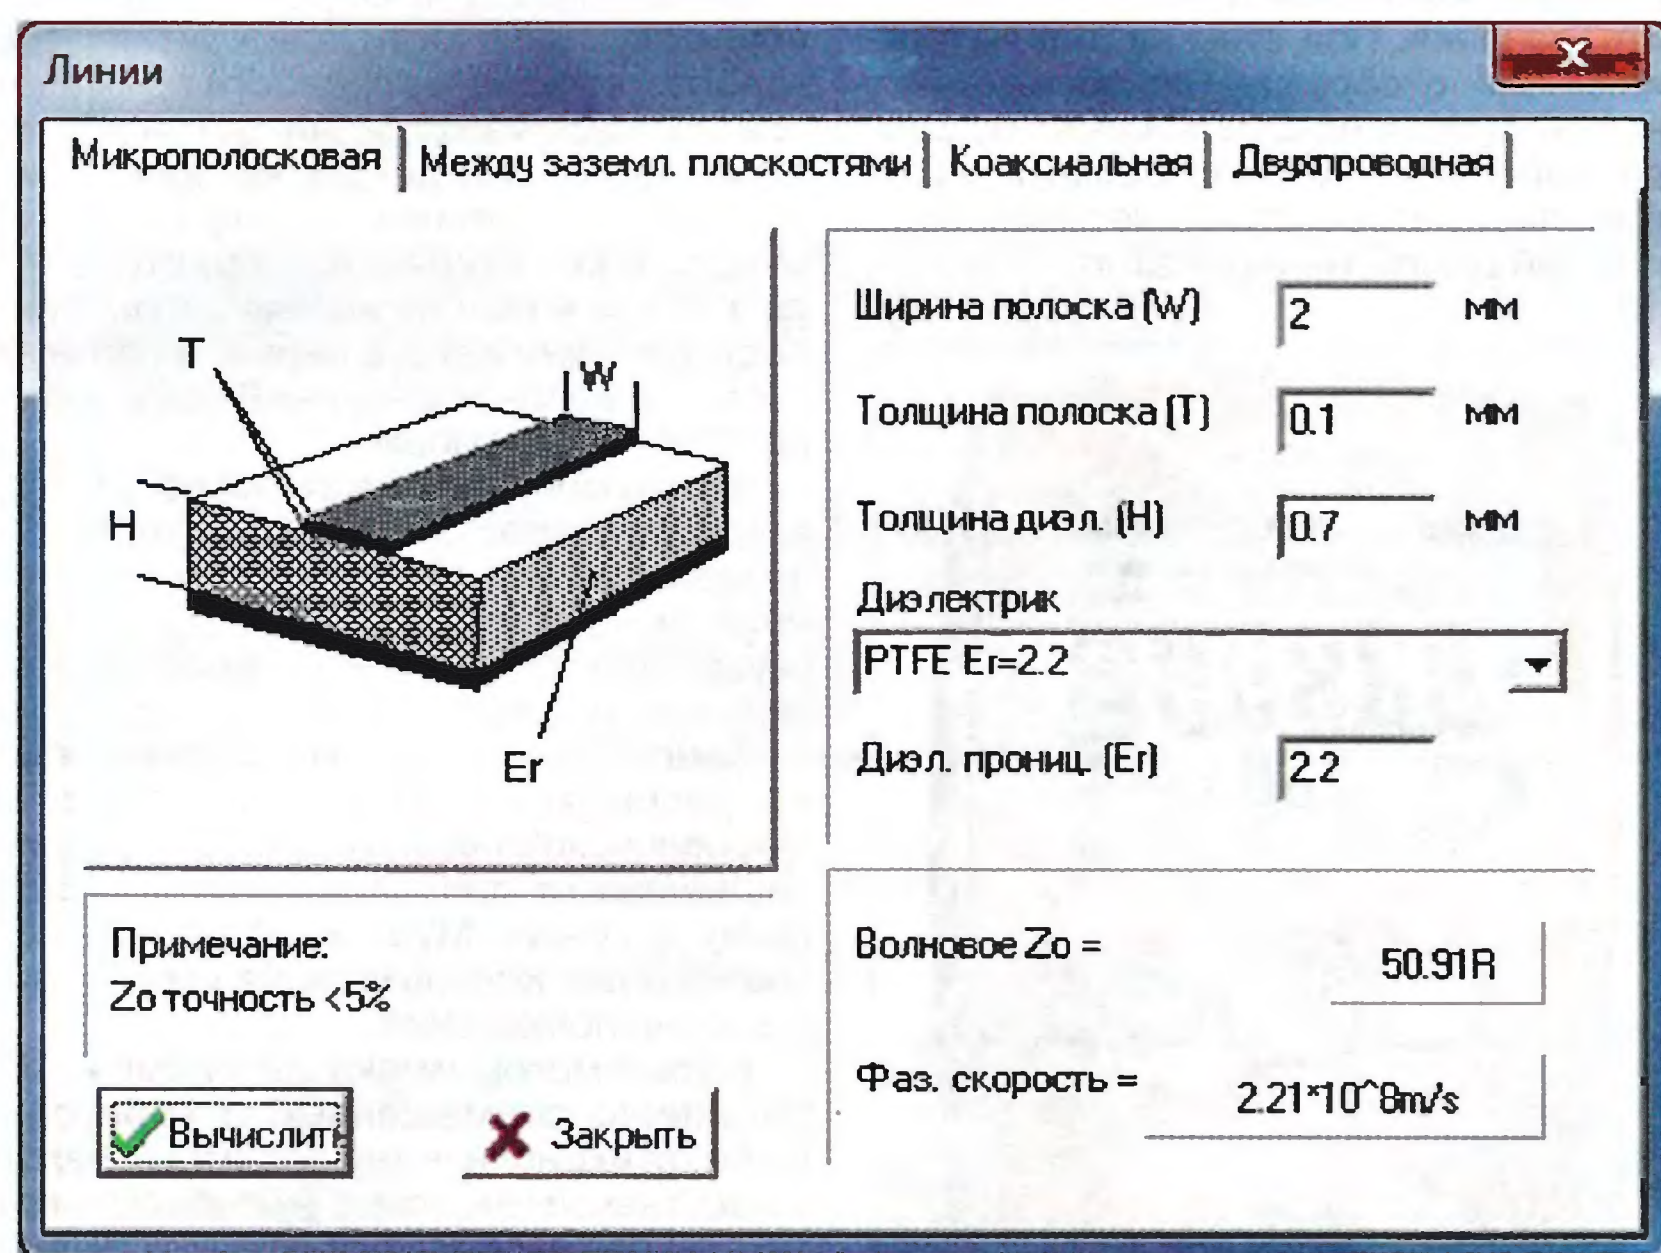 Линии
x
Микрополосковая Между заземл. плоскостями Коаксиальная Двухпроводная
T
W
H
Er
Ширина полоска (W) 2 мм
Толщина полоска (T) 0.1 мм
Толщина диэл. (H) 0.7 мм
Диэлектрик
PTFE Er=2.2
Диэл. прониц. (Er) 2.2
Примечание:
Zo точность <5%
Волновое Zo = 50.91R
Фаз. скорость = 2.21*10^8m/s
Вычислить Закрыть